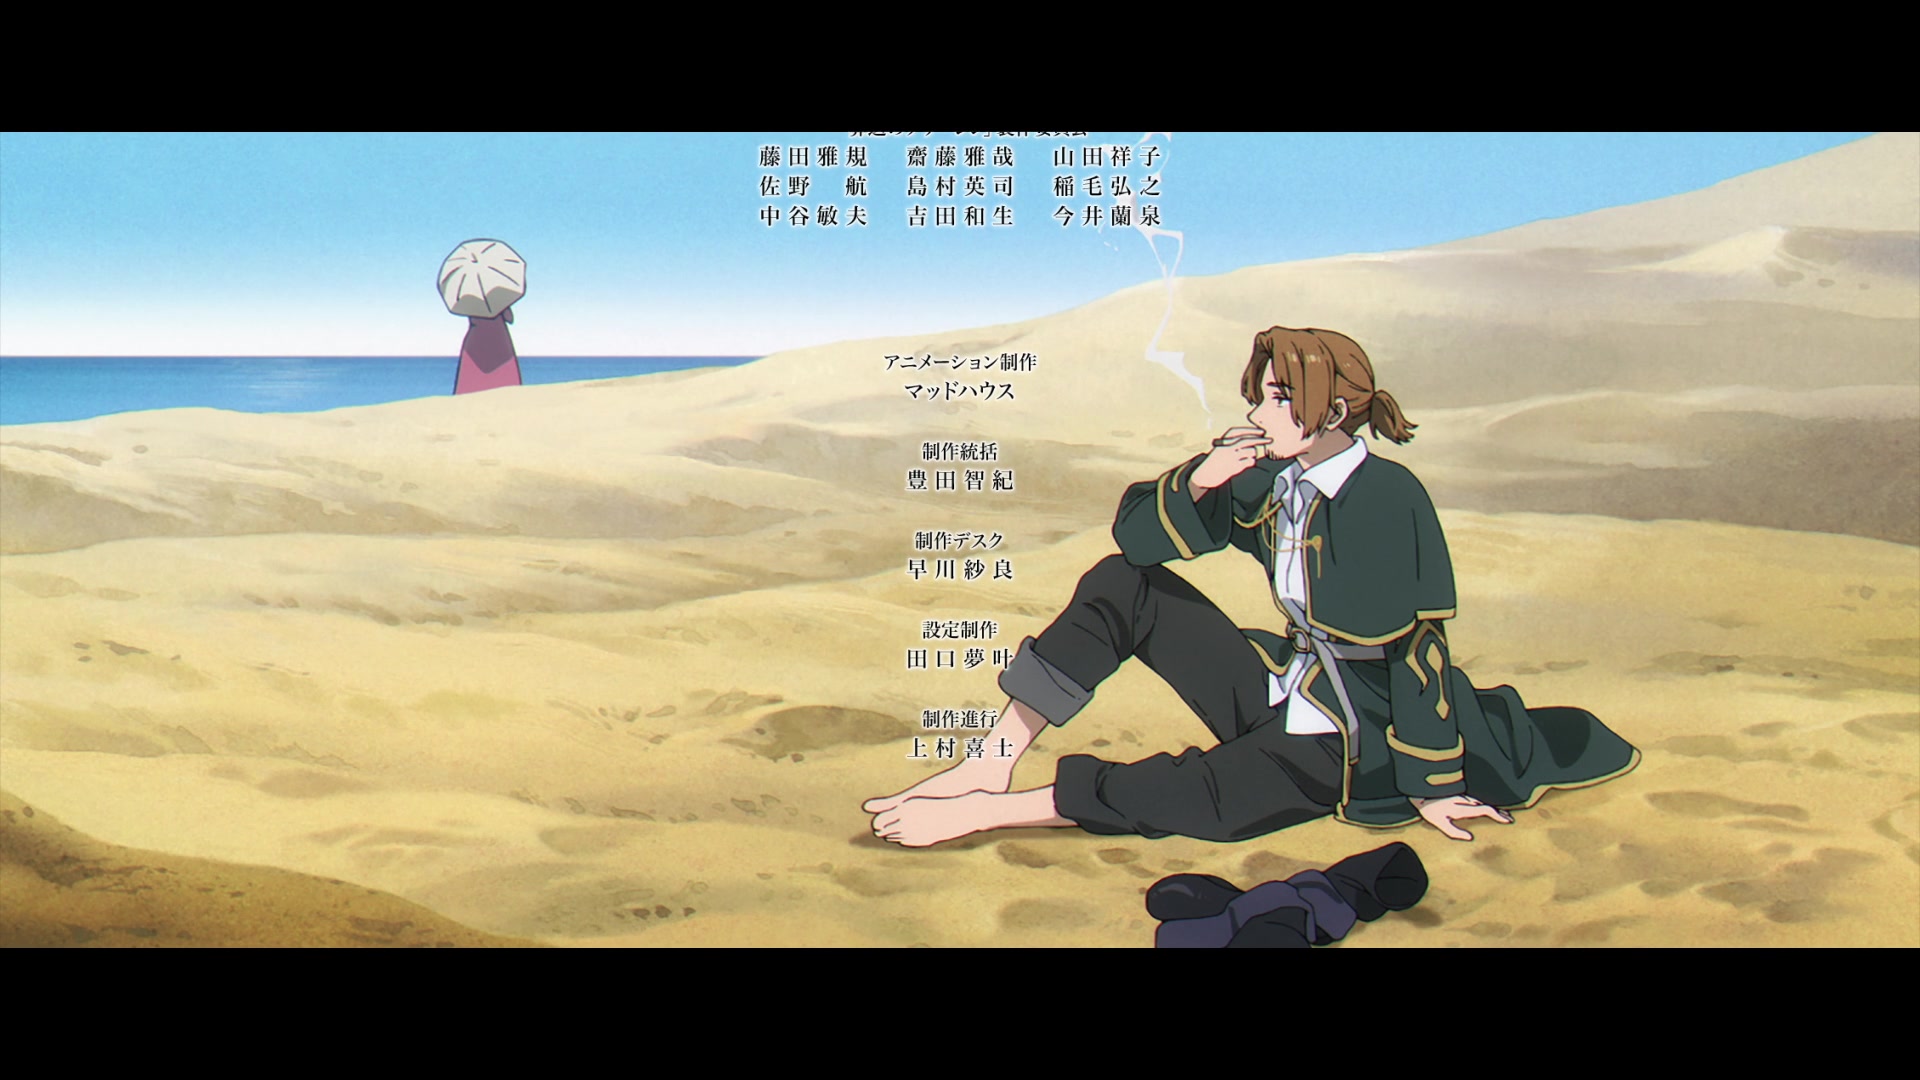 藤田雅規 齋藤雅哉 山田祥子
佐野 航 島村英司 稲毛弘之
中谷敏夫 吉田和生 今井蘭泉
アニメーション制作
マッドハウス
制作統括
豊田智紀
制作デスク
早川紗良
設定制作
田口夢叶
制作進行
上村喜士